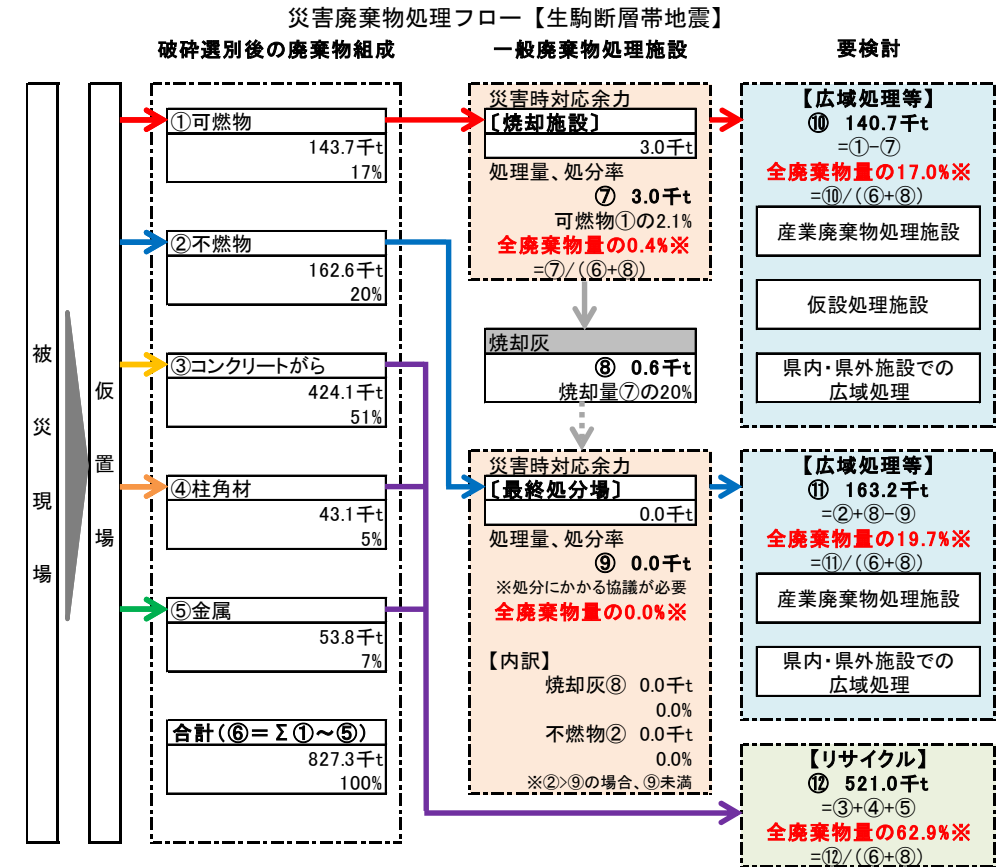 災害廃棄物処理フロー【生駒断層帯地震】
破砕選別後の廃棄物組成
一般廃棄物処理施設
要検討
被災現場
仮置場
①可燃物
143.7千t
17%
②不燃物
162.6千t
20%
③コンクリートがら
424.1千t
51%
④柱角材
43.1千t
5%
⑤金属
53.8千t
7%
合計(⑥=Σ①~⑤)
827.3千t
100%
災害時対応余力
〔焼却施設〕
3.0千t
処理量、処分率
⑦ 3.0千t
可燃物①の2.1%
全廃棄物量の0.4%※
=⑦/(⑥+⑧)
焼却灰
⑧ 0.6千t
焼却量⑦の20%
災害時対応余力
〔最終処分場〕
0.0千t
処理量、処分率
⑨ 0.0千t
※処分にかかる協議が必要
全廃棄物量の0.0%※
【内訳】
焼却灰⑧ 0.0千t
0.0%
不燃物② 0.0千t
0.0%
※②>⑨の場合、⑨未満
【広域処理等】
⑩ 140.7千t
=①-⑦
全廃棄物量の17.0%※
=⑩/(⑥+⑧)
産業廃棄物処理施設
仮設処理施設
県内・県外施設での
広域処理
【広域処理等】
⑪ 163.2千t
=②+⑧-⑨
全廃棄物量の19.7%※
=⑪/(⑥+⑧)
産業廃棄物処理施設
県内・県外施設での
広域処理
【リサイクル】
⑫ 521.0千t
=③+④+⑤
全廃棄物量の62.9%※
=⑫/(⑥+⑧)